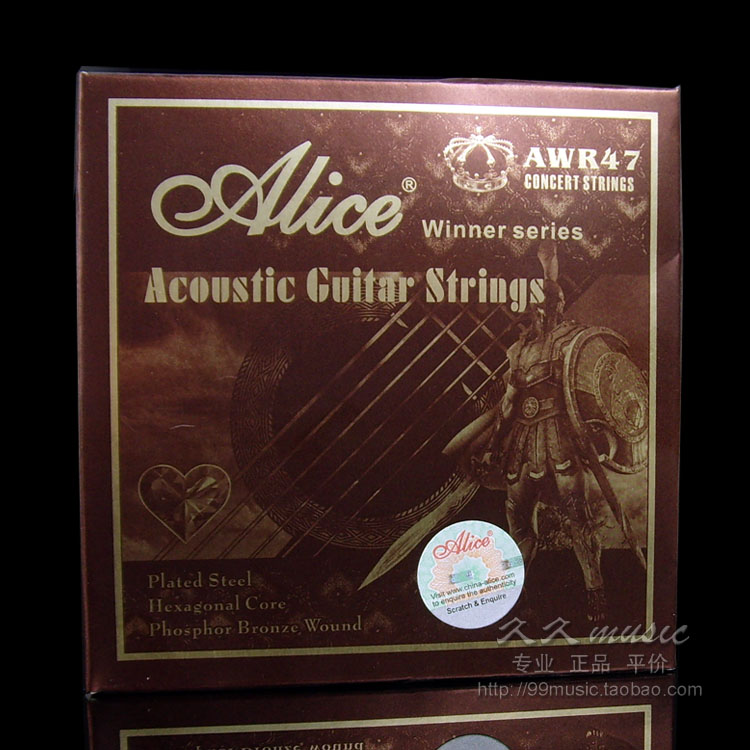 AWR47
CONCERT STRINGS
Alice®
Winner series
Acoustic Guitar Strings
Plated Steel
Hexagonal Core
Phosphor Bronze Wound
Alice®
Visit www.china-alice.com
to enquire the authenticity
Scratch & Enquire
久久 music
专业 正品 平价
http://99music.taobao.com